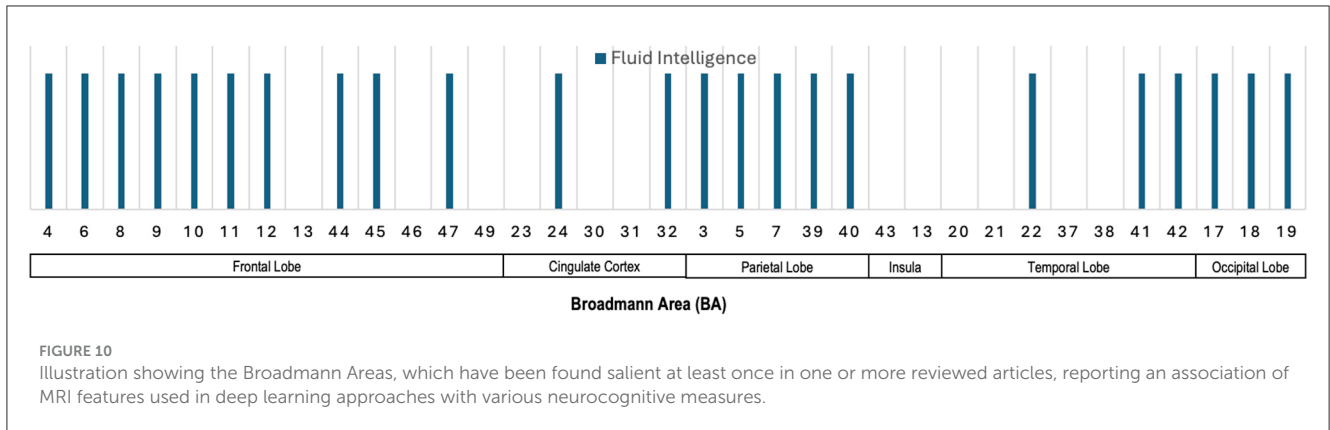 Fluid Intelligence
4 6 8 9 10 11 12 13 44 45 46 47 49 23 24 30 31 32 3 5 7 39 40 43 13 20 21 22 37 38 41 42 17 18 19
Frontal Lobe Cingulate Cortex Parietal Lobe Insula Temporal Lobe Occipital Lobe
Broadmann Area (BA)
FIGURE 10
Illustration showing the Broadmann Areas, which have been found salient at least once in one or more reviewed articles, reporting an association of
MRI features used in deep learning approaches with various neurocognitive measures.